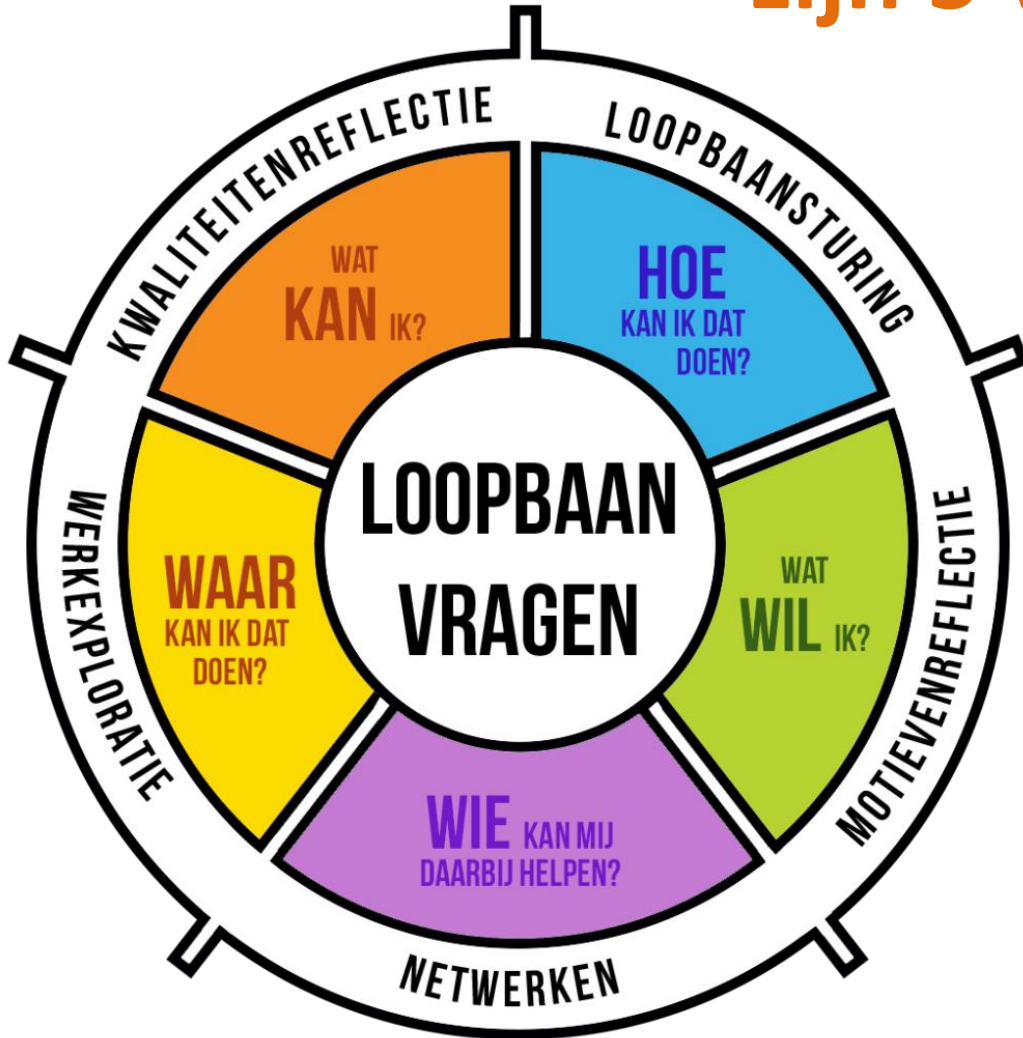 KWALITEITENREFLECTIE
LOOPBAANSTURING
WAT
KAN IK?
HOE
KAN IK DAT
DOEN?
LOOPBAAN
VRAGEN
WAAR
KAN IK DAT
DOEN?
WAT
WIL IK?
WIE KAN MIJ
DAARBIJ HELPEN?
WERKEXPLORATIE
MOTIEVENREFLECTIE
NETWERKEN